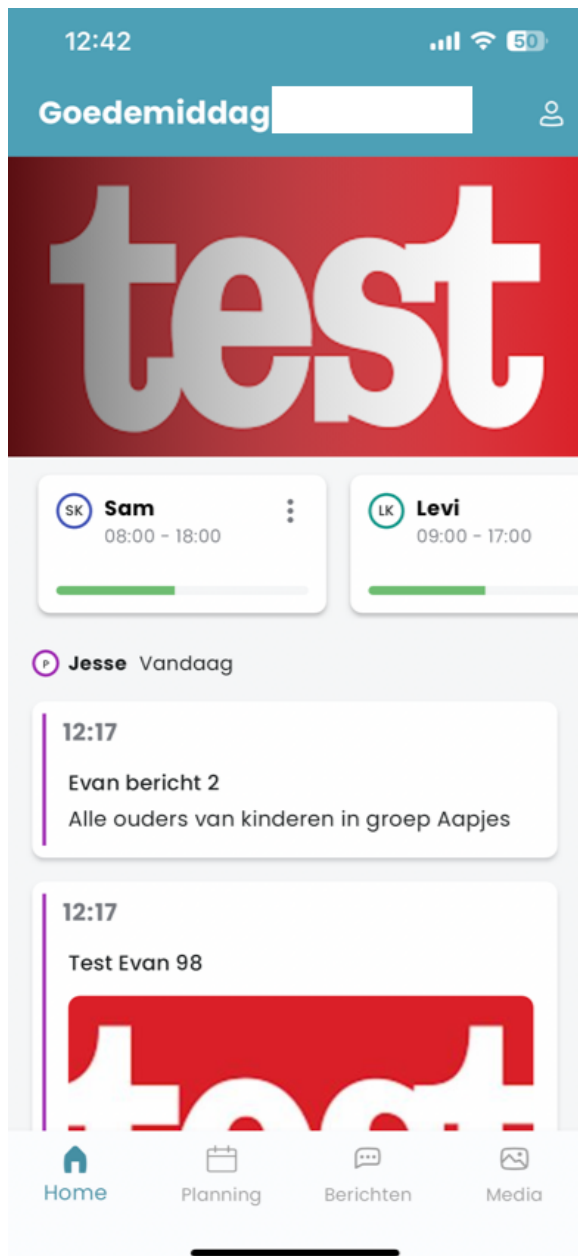 12:42
50
Goedemiddag
test
SK
Sam
08:00 - 18:00
LK
Levi
09:00 - 17:00
P
Jesse Vandaag
12:17
Evan bericht 2
Alle ouders van kinderen in groep Aapjes
12:17
Test Evan 98
test
Home
Planning
Berichten
Media